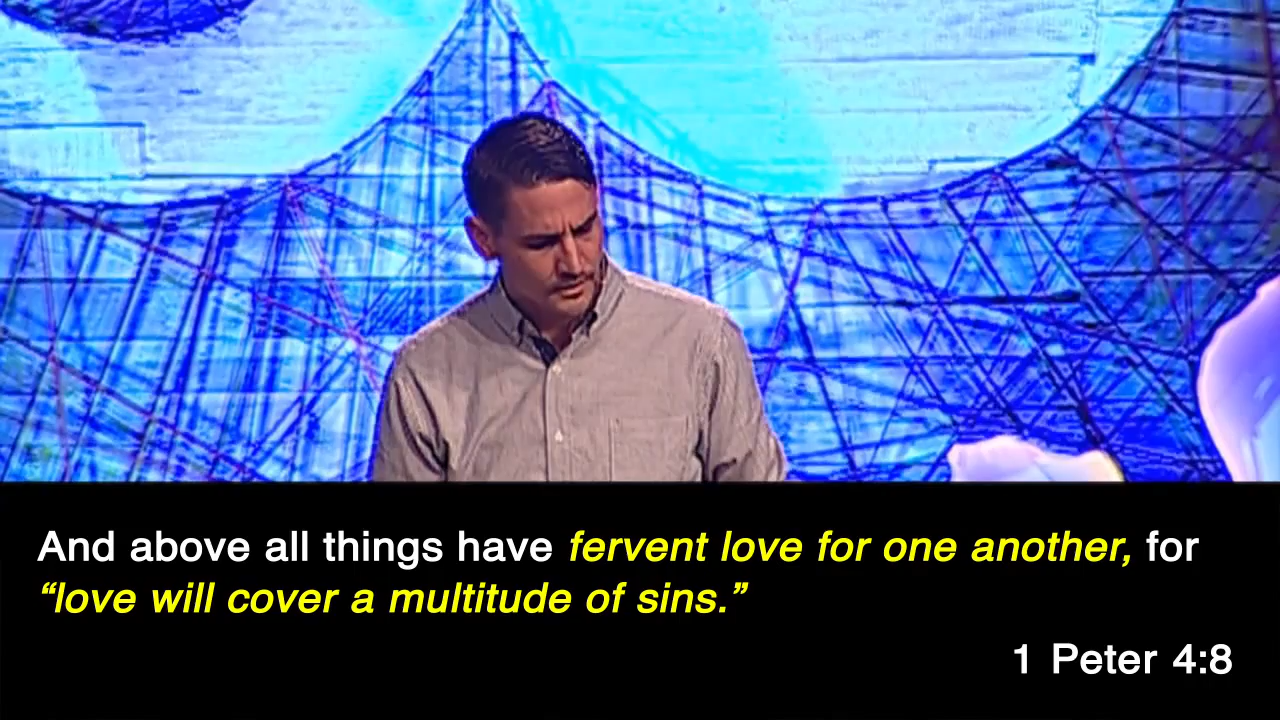 And above all things have fervent love for one another, for
“love will cover a multitude of sins.”
1 Peter 4:8